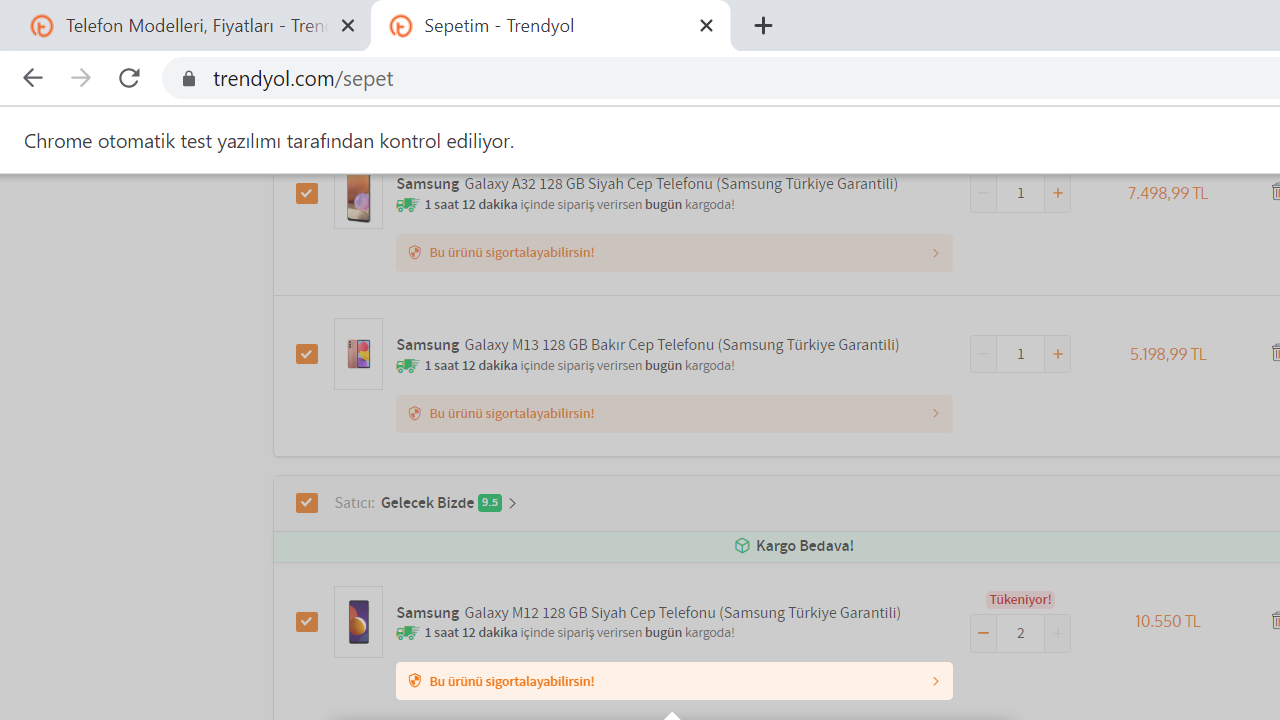 Telefon Modelleri, Fiyatları - Tren
Sepetim - Trendyol
trendyol.com/sepet
Chrome otomatik test yazılımı tarafından kontrol ediliyor.
Samsung Galaxy A32 128 GB Siyah Cep Telefonu (Samsung Türkiye Garantili)
1 saat 12 dakika içinde sipariş verirsen bugün kargoda!
1
7.498,99 TL
Bu ürünü sigortalayabilirsin!
Samsung Galaxy M13 128 GB Bakır Cep Telefonu (Samsung Türkiye Garantili)
1 saat 12 dakika içinde sipariş verirsen bugün kargoda!
1
5.198,99 TL
Bu ürünü sigortalayabilirsin!
Satıcı: Gelecek Bizde 9.5
Kargo Bedava!
Samsung Galaxy M12 128 GB Siyah Cep Telefonu (Samsung Türkiye Garantili)
1 saat 12 dakika içinde sipariş verirsen bugün kargoda!
Tükeniyor!
2
10.550 TL
Bu ürünü sigortalayabilirsin!